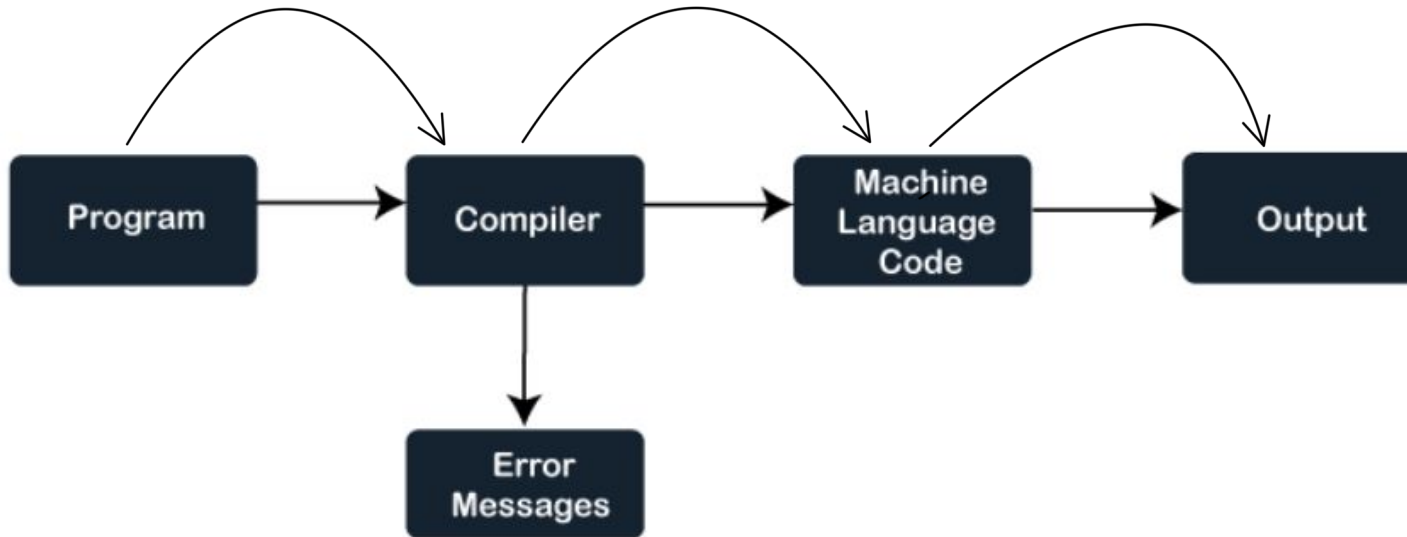 Program
Compiler
Machine
Language
Code
Output
Error
Messages